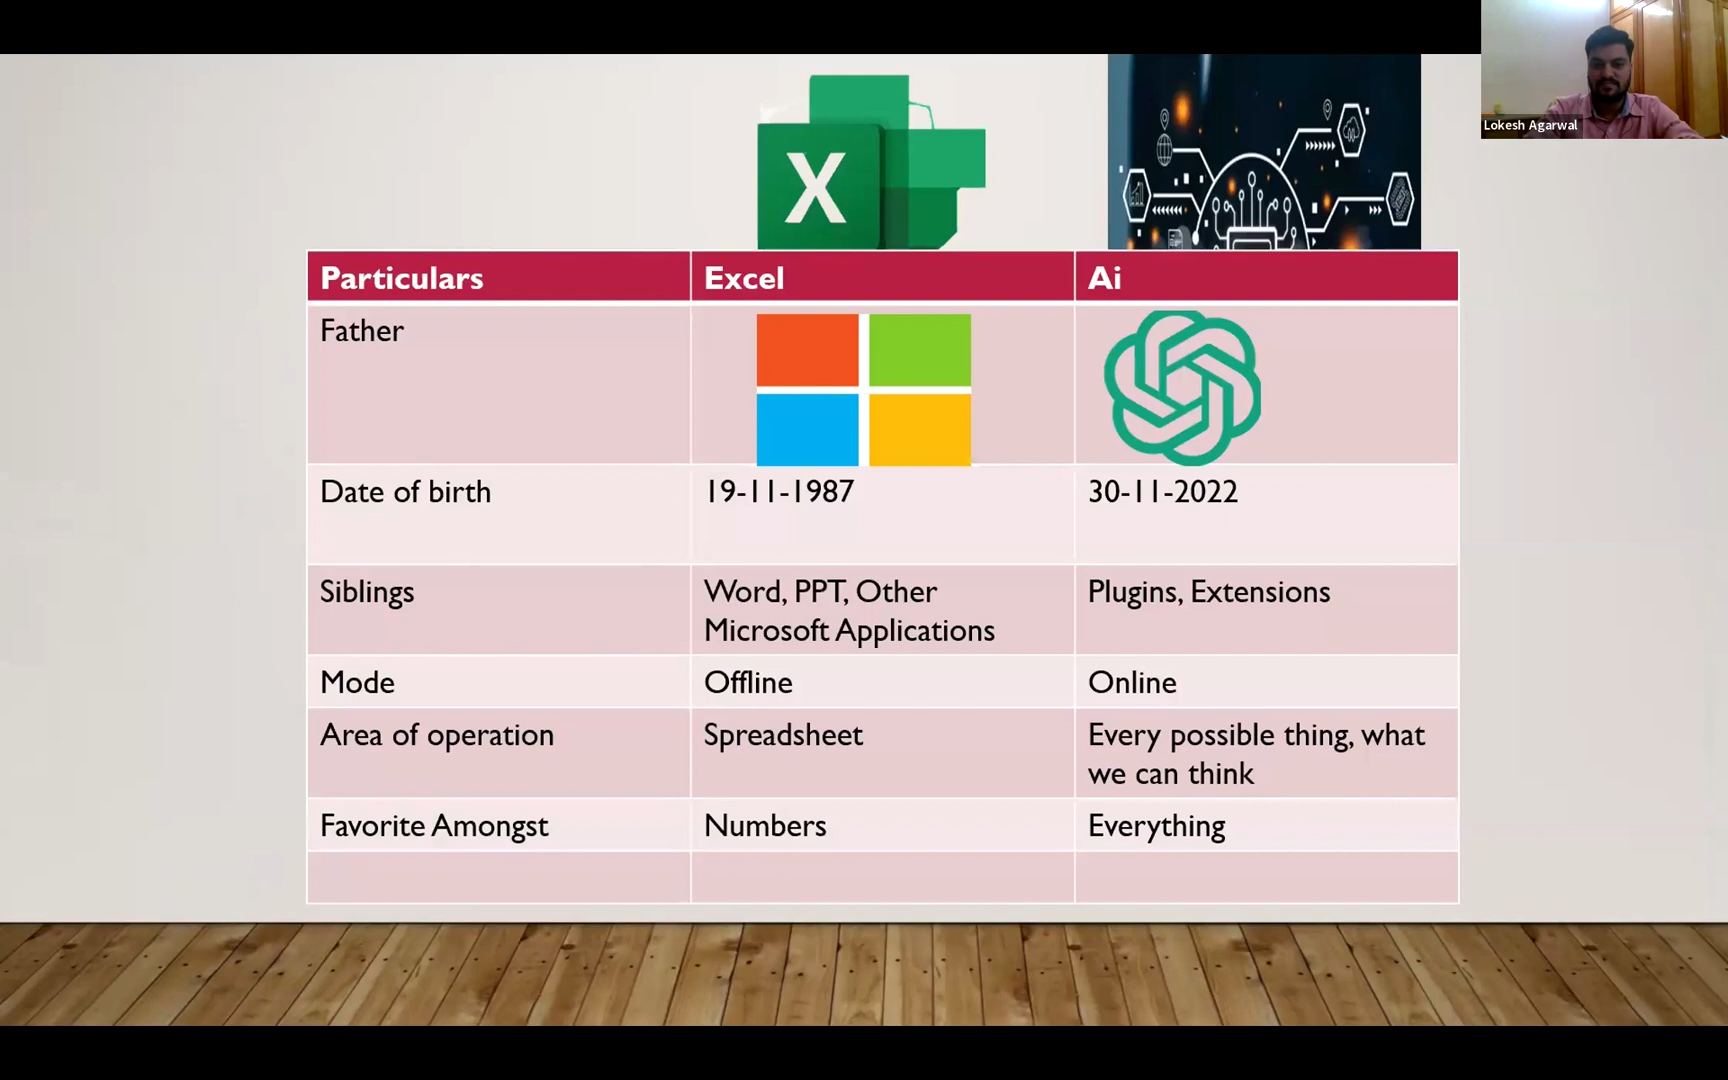 Lokesh Agarwal
X
Particulars Excel Ai
Father
Date of birth 19-11-1987 30-11-2022
Siblings Word, PPT, Other Plugins, Extensions
Microsoft Applications
Mode Offline Online
Area of operation Spreadsheet Every possible thing, what
we can think
Favorite Amongst Numbers Everything